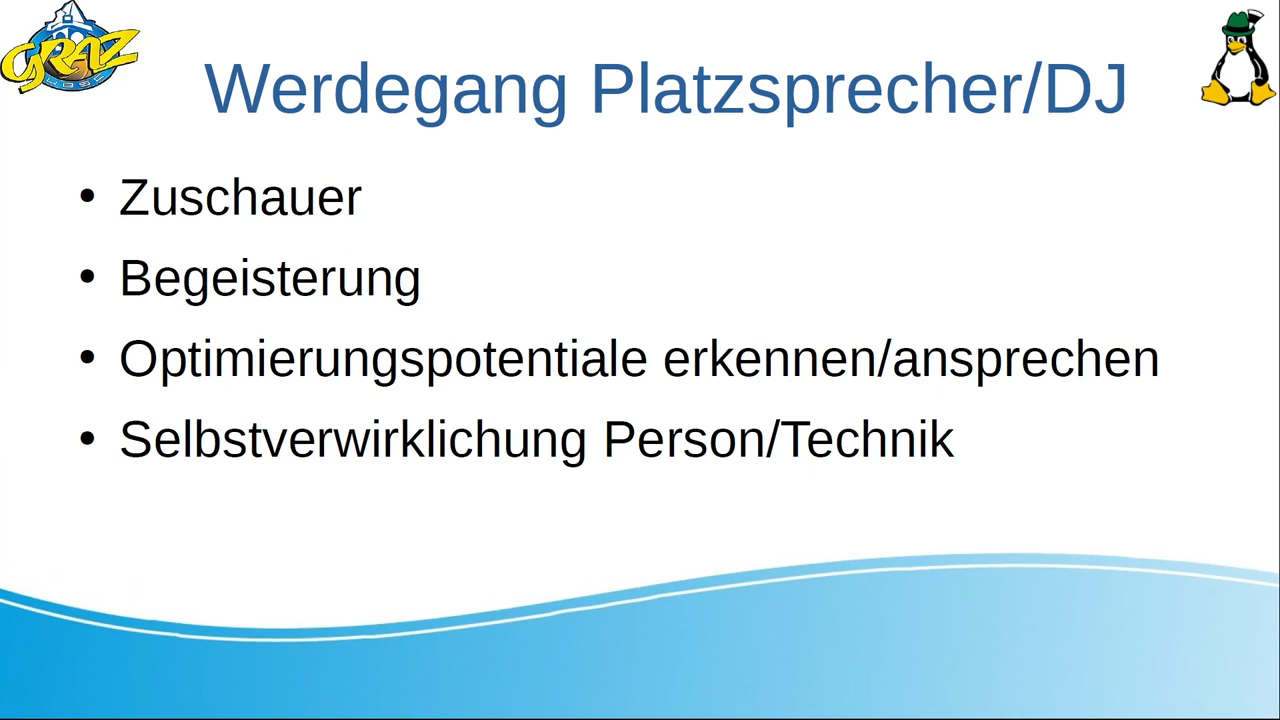 GRAZ
Werdegang Platzsprecher/DJ
• Zuschauer
• Begeisterung
• Optimierungspotentiale erkennen/ansprechen
• Selbstverwirklichung Person/Technik